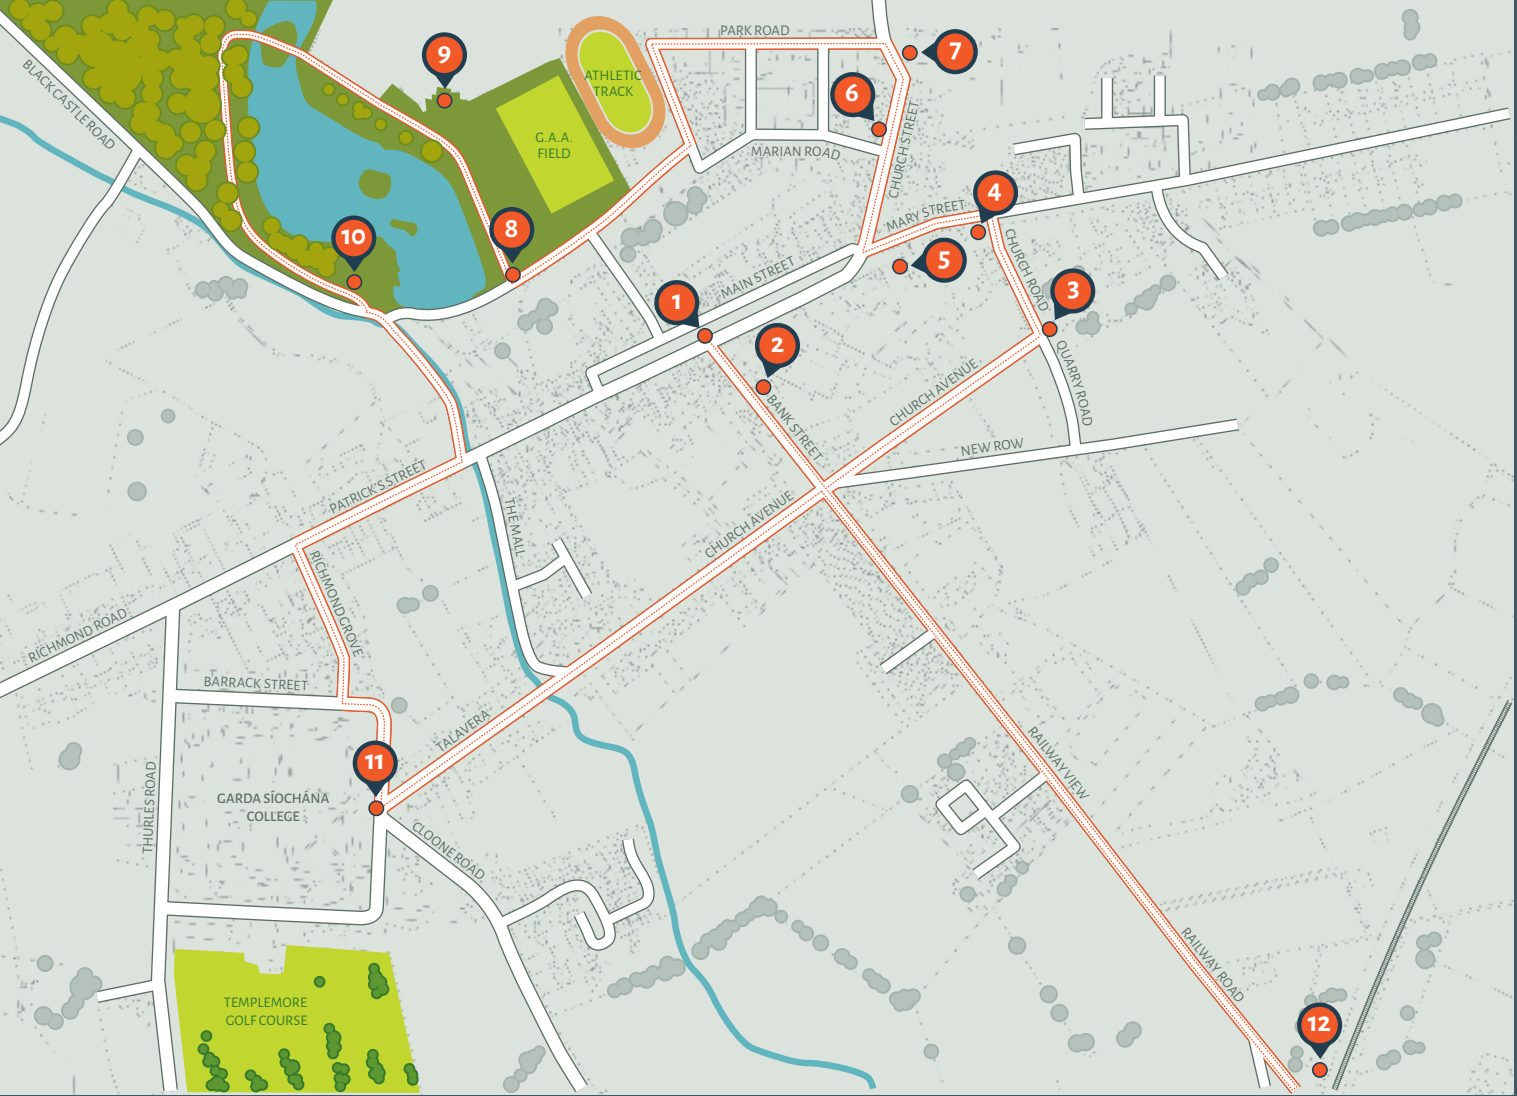 PARK ROAD
9
7
BLACK CASTLE ROAD
ATHLETIC
TRACK
6
G.A.A.
FIELD
MARIAN ROAD
CHURCH STREET
4
MARY STREET
8
10
CHURCH ROAD
5
MAIN STREET
1
3
2
QUARRY ROAD
CHURCH AVENUE
BANK STREET
NEW ROW
PATRICK'S STREET
THE MALL
CHURCH AVENUE
RICHMOND GROVE
RICHMOND ROAD
BARRACK STREET
TALAVERA
11
RAILWAY VIEW
THURLES ROAD
GARDA SÍOCHÁNA
COLLEGE
CLOONE ROAD
RAILWAY ROAD
TEMPLEMORE
GOLF COURSE
12